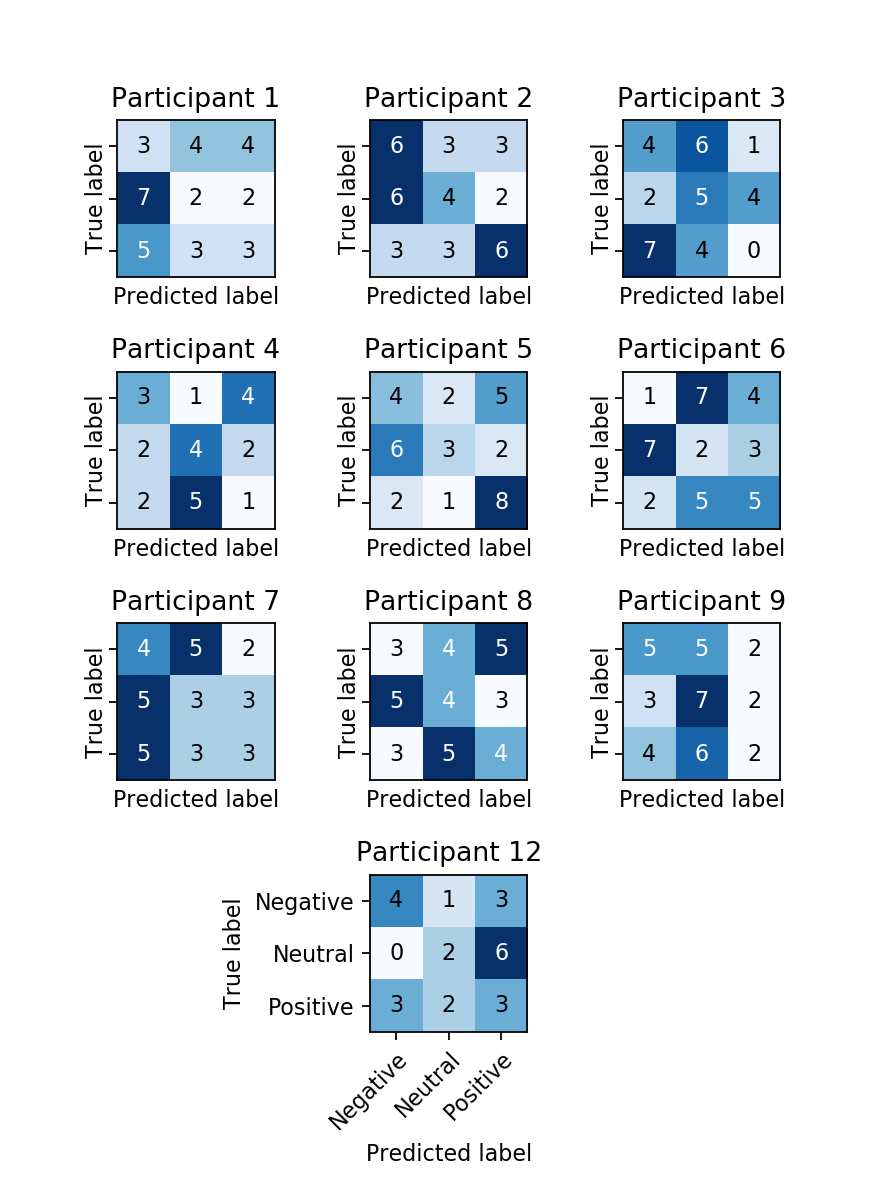 Participant 1 Participant 2 Participant 3
True label 3 4 4 True label 6 3 3 True label 4 6 1
7 2 2 6 4 2 2 5 4
5 3 3 3 3 6 7 4 0
Predicted label Predicted label Predicted label
Participant 4 Participant 5 Participant 6
True label 3 1 4 True label 4 2 5 True label 1 7 4
2 4 2 6 3 2 7 2 3
2 5 1 2 1 8 2 5 5
Predicted label Predicted label Predicted label
Participant 7 Participant 8 Participant 9
True label 4 5 2 True label 3 4 5 True label 5 5 2
5 3 3 5 4 3 3 7 2
5 3 3 3 5 4 4 6 2
Predicted label Predicted label Predicted label
Participant 12
True label
Negative 4 1 3
Neutral 0 2 6
Positive 3 2 3
Negative Neutral Positive
Predicted label